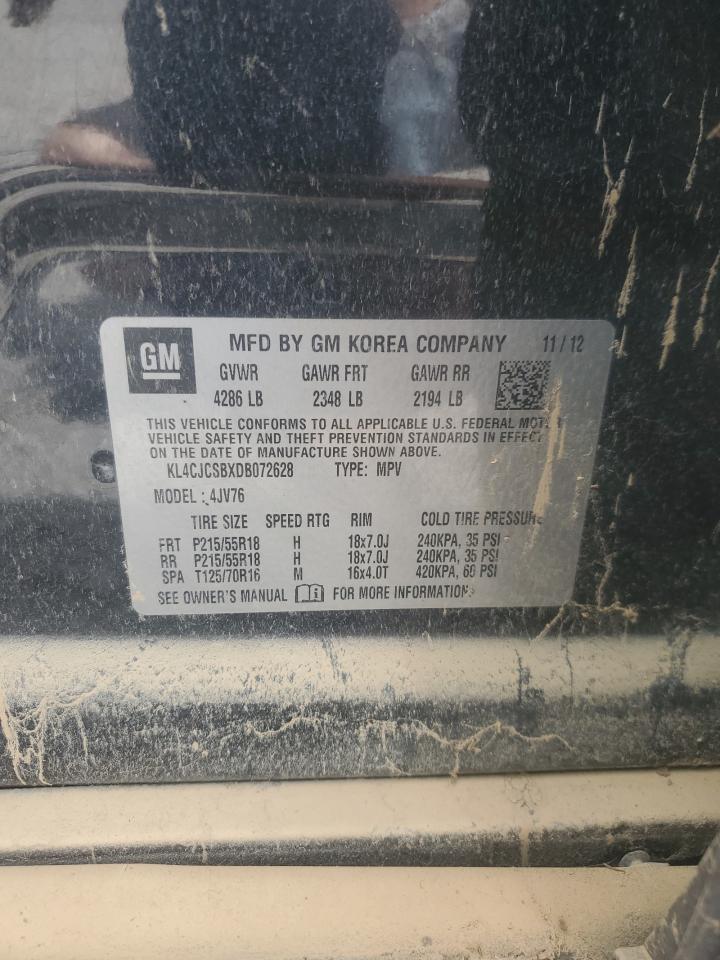 GM
MFD BY GM KOREA COMPANY 11 / 12
GVWR GAWR FRT GAWR RR
4286 LB 2348 LB 2194 LB
THIS VEHICLE CONFORMS TO ALL APPLICABLE U.S. FEDERAL MOTOR
VEHICLE SAFETY AND THEFT PREVENTION STANDARDS IN EFFECT
ON THE DATE OF MANUFACTURE SHOWN ABOVE.
KL4CJCSBXDB072628 TYPE: MPV
MODEL : 4JV76
TIRE SIZE SPEED RTG RIM COLD TIRE PRESSURE
FRT P215/55R18 H 18x7.0J 240KPA, 35 PSI
RR P215/55R18 H 18x7.0J 240KPA, 35 PSI
SPA T125/70R16 M 16x4.0T 420KPA, 60 PSI
SEE OWNER'S MANUAL i FOR MORE INFORMATION